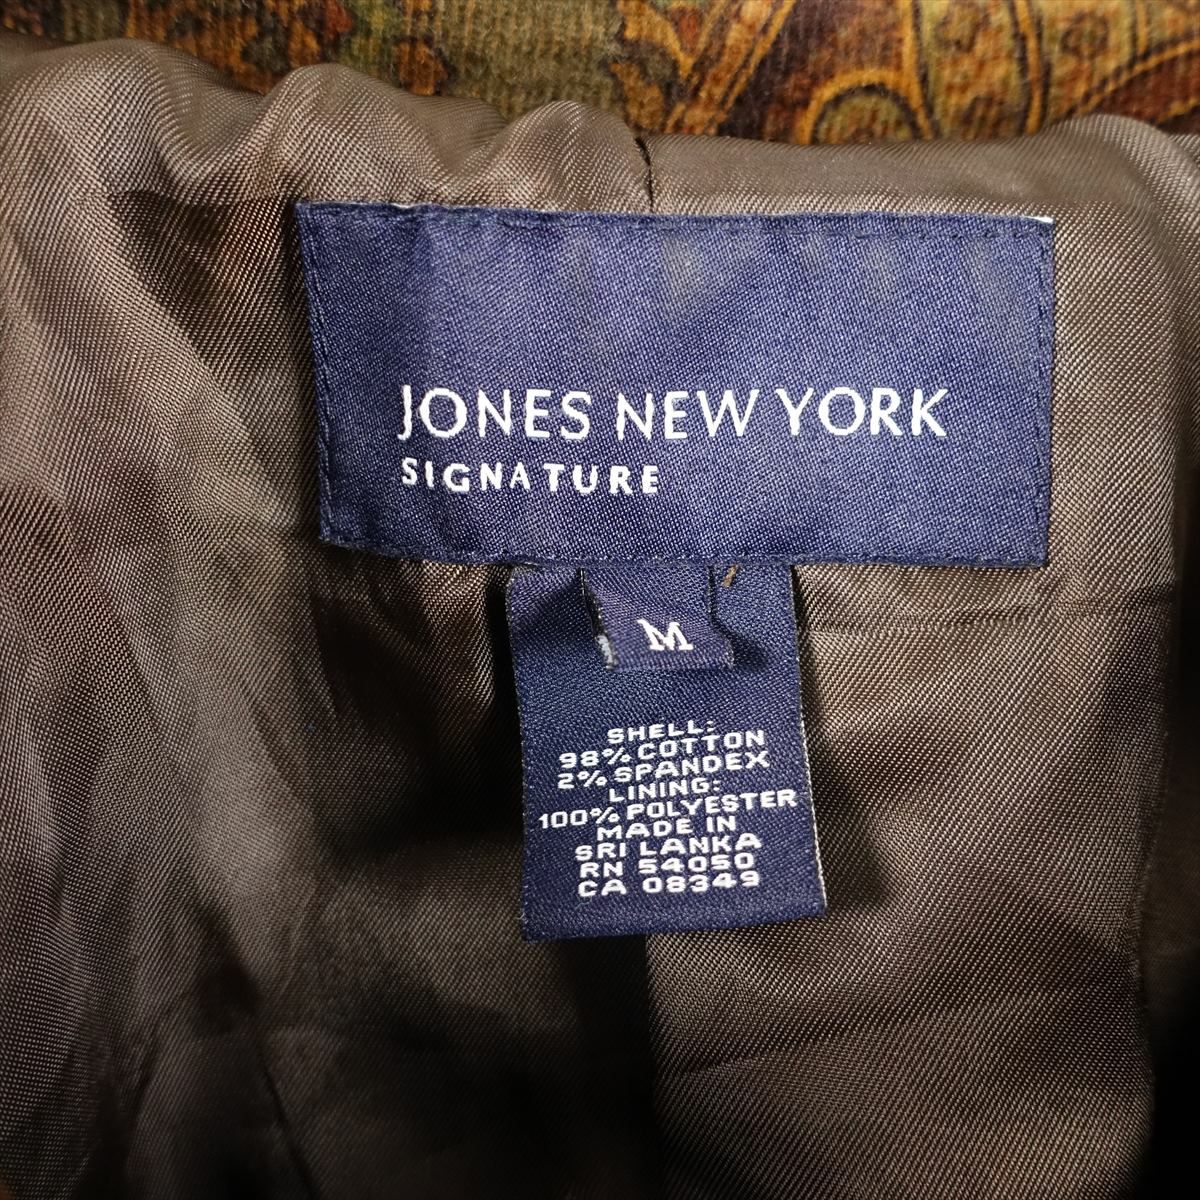 JONES NEW YORK
SIGNATURE
M
SHELL:
98% COTTON
2% SPANDEX
LINING:
100% POLYESTER
MADE IN
SRI LANKA
RN 54050
CA 08349